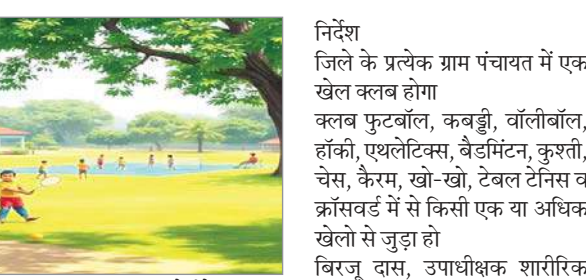 निर्देश
जिले के प्रत्येक ग्राम पंचायत में एक
खेल क्लब होगा
क्लब फुटबॉल, कबड्डी, वॉलीबॉल,
हॉकी, एथलेटिक्स, बैडमिंटन, कुश्ती,
चेस, कैरम, खो-खो, टेबल टेनिस व
क्रॉसवर्ड में से किसी एक या अधिक
खेलो से जुड़ा हो
बिरजू दास, उपाधीक्षक शारीरिक